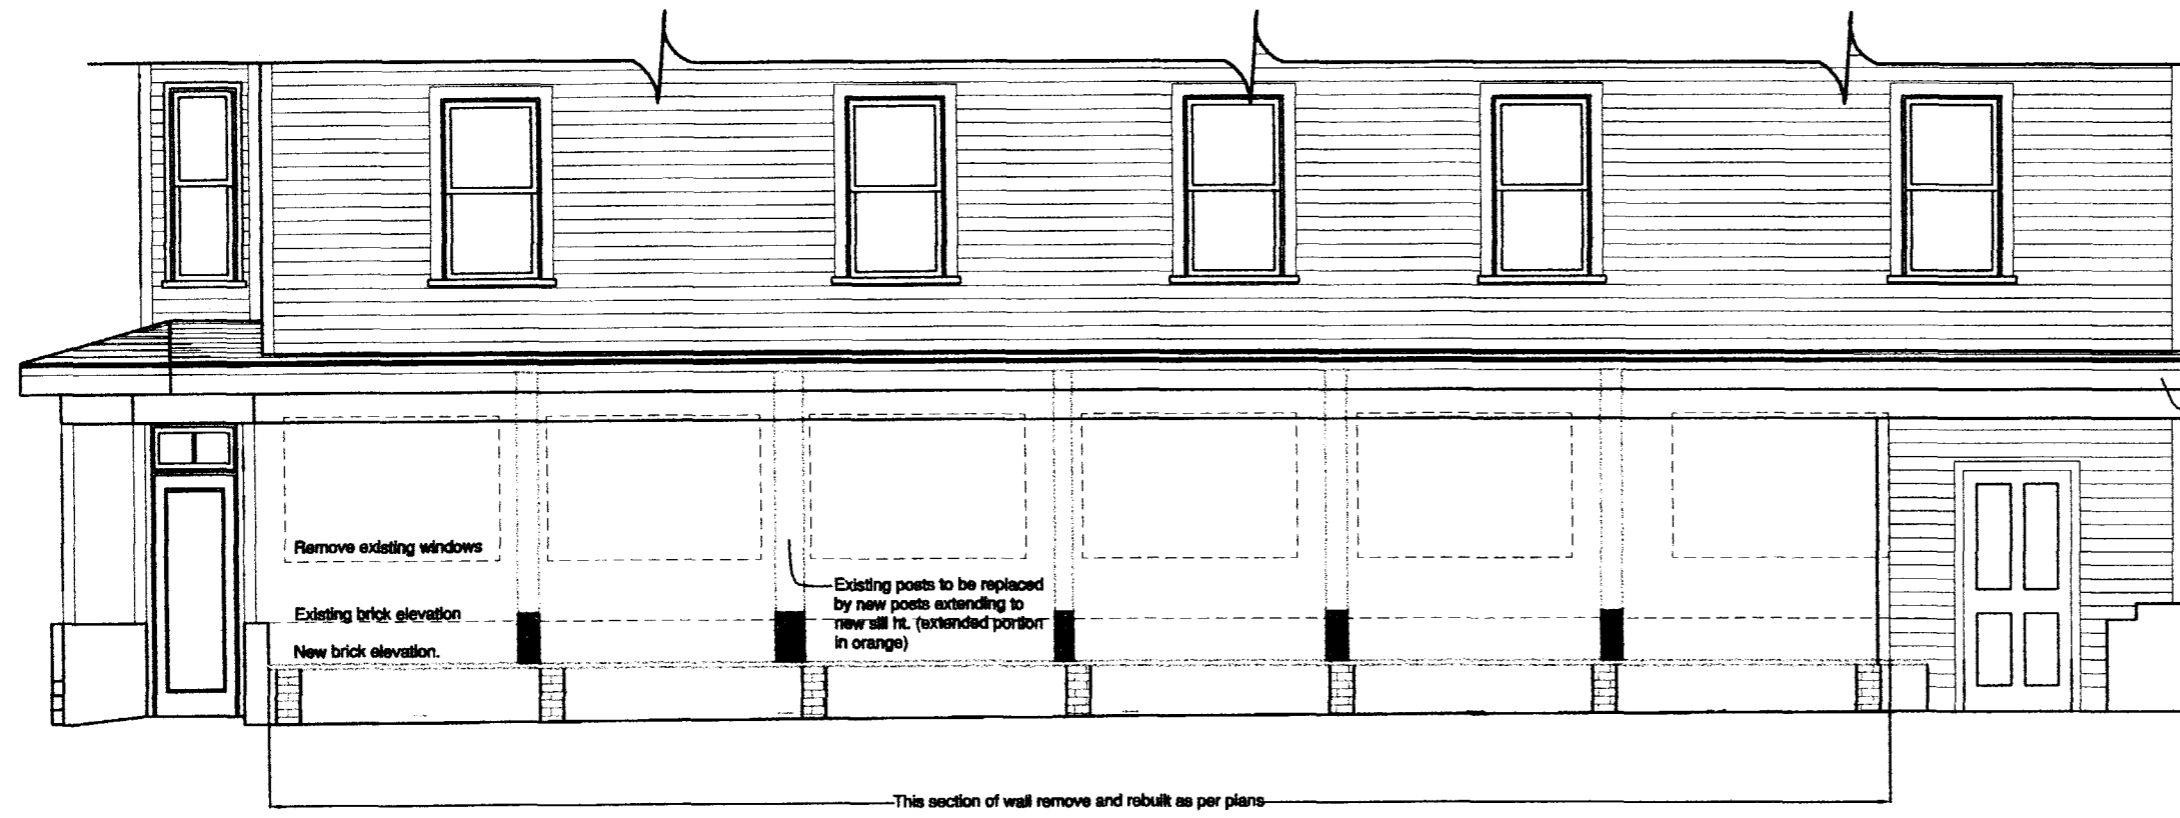 Remove existing windows
Existing posts to be replaced
by new posts extending to
new sill ht. (extended portion
in orange)
Existing brick elevation
New brick elevation.
This section of wall remove and rebuilt as per plans